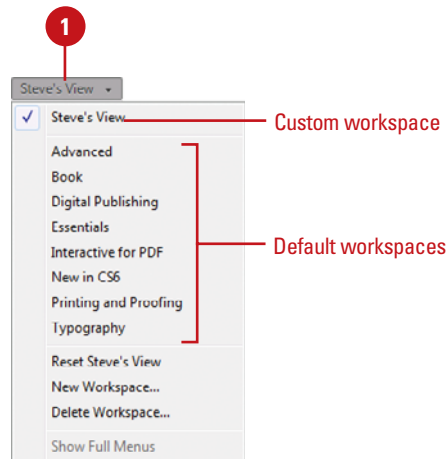 1
Steve's View
Steve's View
Custom workspace
Advanced
Book
Digital Publishing
Essentials
Interactive for PDF
Default workspaces
New in CS6
Printing and Proofing
Typography
Reset Steve's View
New Workspace...
Delete Workspace...
Show Full Menus